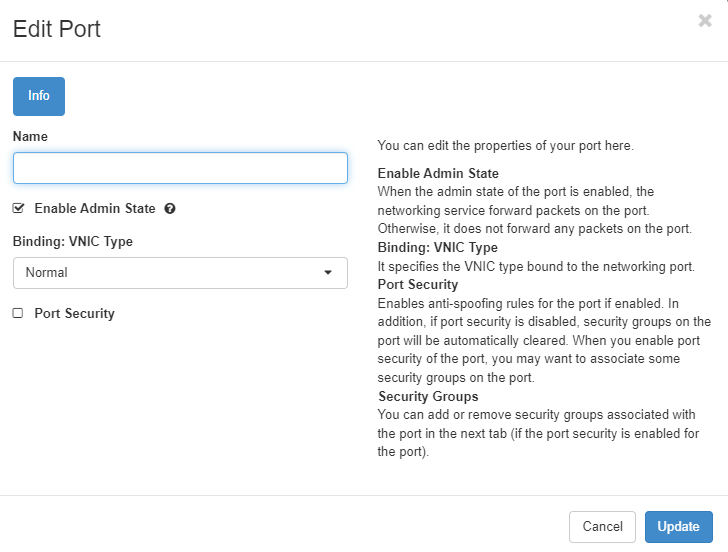 Edit Port
Info
Name
Enable Admin State
Binding: VNIC Type
Normal
Port Security
You can edit the properties of your port here.
Enable Admin State
When the admin state of the port is enabled, the
networking service forward packets on the port.
Otherwise, it does not forward any packets on the port.
Binding: VNIC Type
It specifies the VNIC type bound to the networking port.
Port Security
Enables anti-spoofing rules for the port if enabled. In
addition, if port security is disabled, security groups on the
port will be automatically cleared. When you enable port
security of the port, you may want to associate some
security groups on the port.
Security Groups
You can add or remove security groups associated with
the port in the next tab (if the port security is enabled for
the port).
Cancel
Update